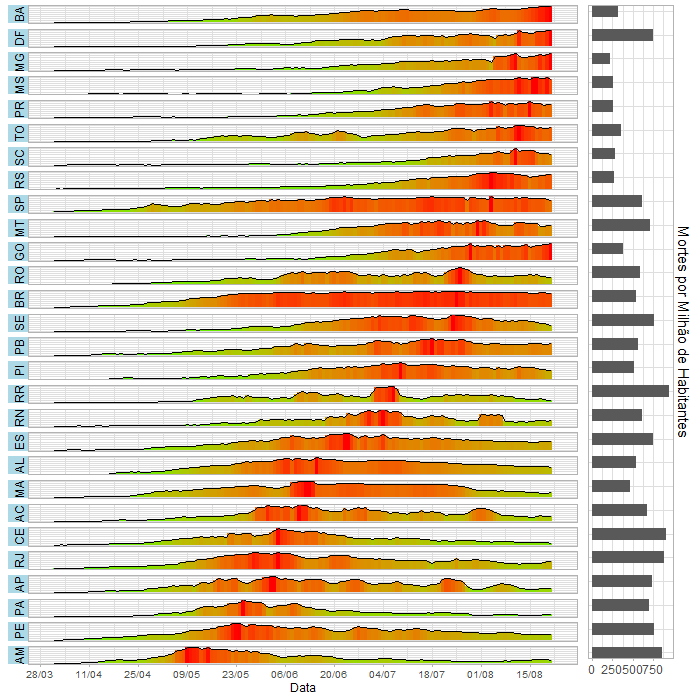 BA
DF
MG
MS
PR
TO
SC
RS
SP
MT
GO
RO
BR
SE
PB
PI
RR
RN
ES
AL
MA
AC
CE
RJ
AP
PA
PE
AM
28/03 11/04 25/04 09/05 23/05 06/06 20/06 04/07 18/07 01/08 15/08
Data
0 250500750
Mortes por Milhão de Habitantes